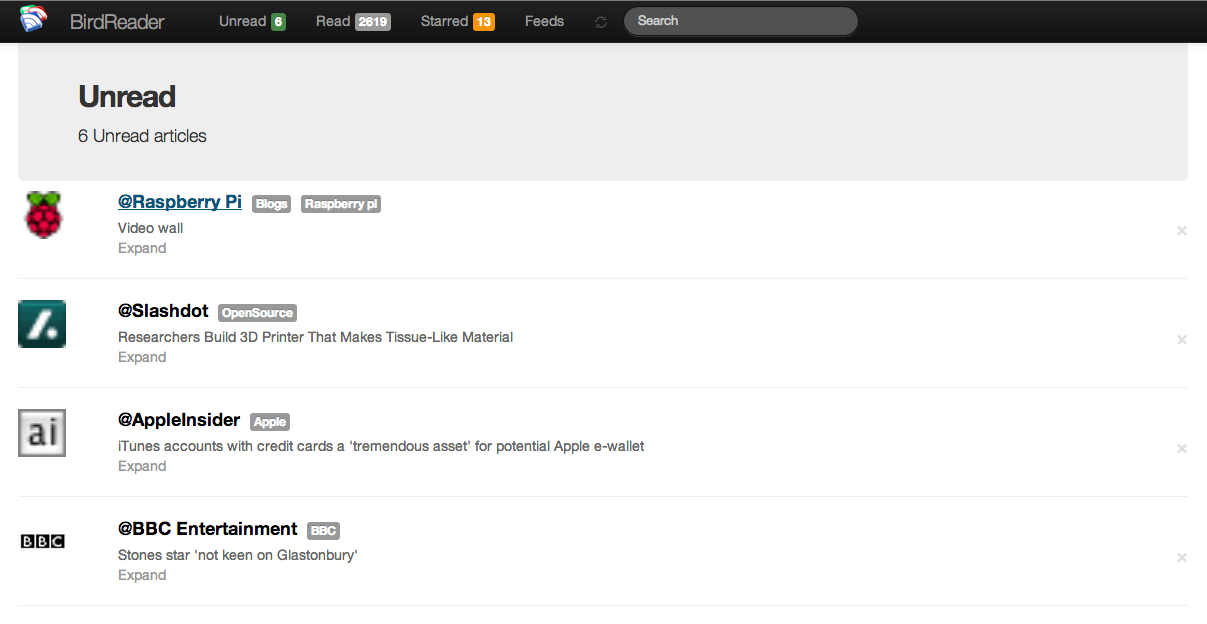 BirdReader Unread 6 Read 2619 Starred 13 Feeds Search
Unread
6 Unread articles
@Raspberry Pi Blogs Raspberry pI
Video wall
Expand
@Slashdot OpenSource
Researchers Build 3D Printer That Makes Tissue-Like Material
Expand
ai
@AppleInsider Apple
iTunes accounts with credit cards a 'tremendous asset' for potential Apple e-wallet
Expand
BBC
@BBC Entertainment BBC
Stones star 'not keen on Glastonbury'
Expand